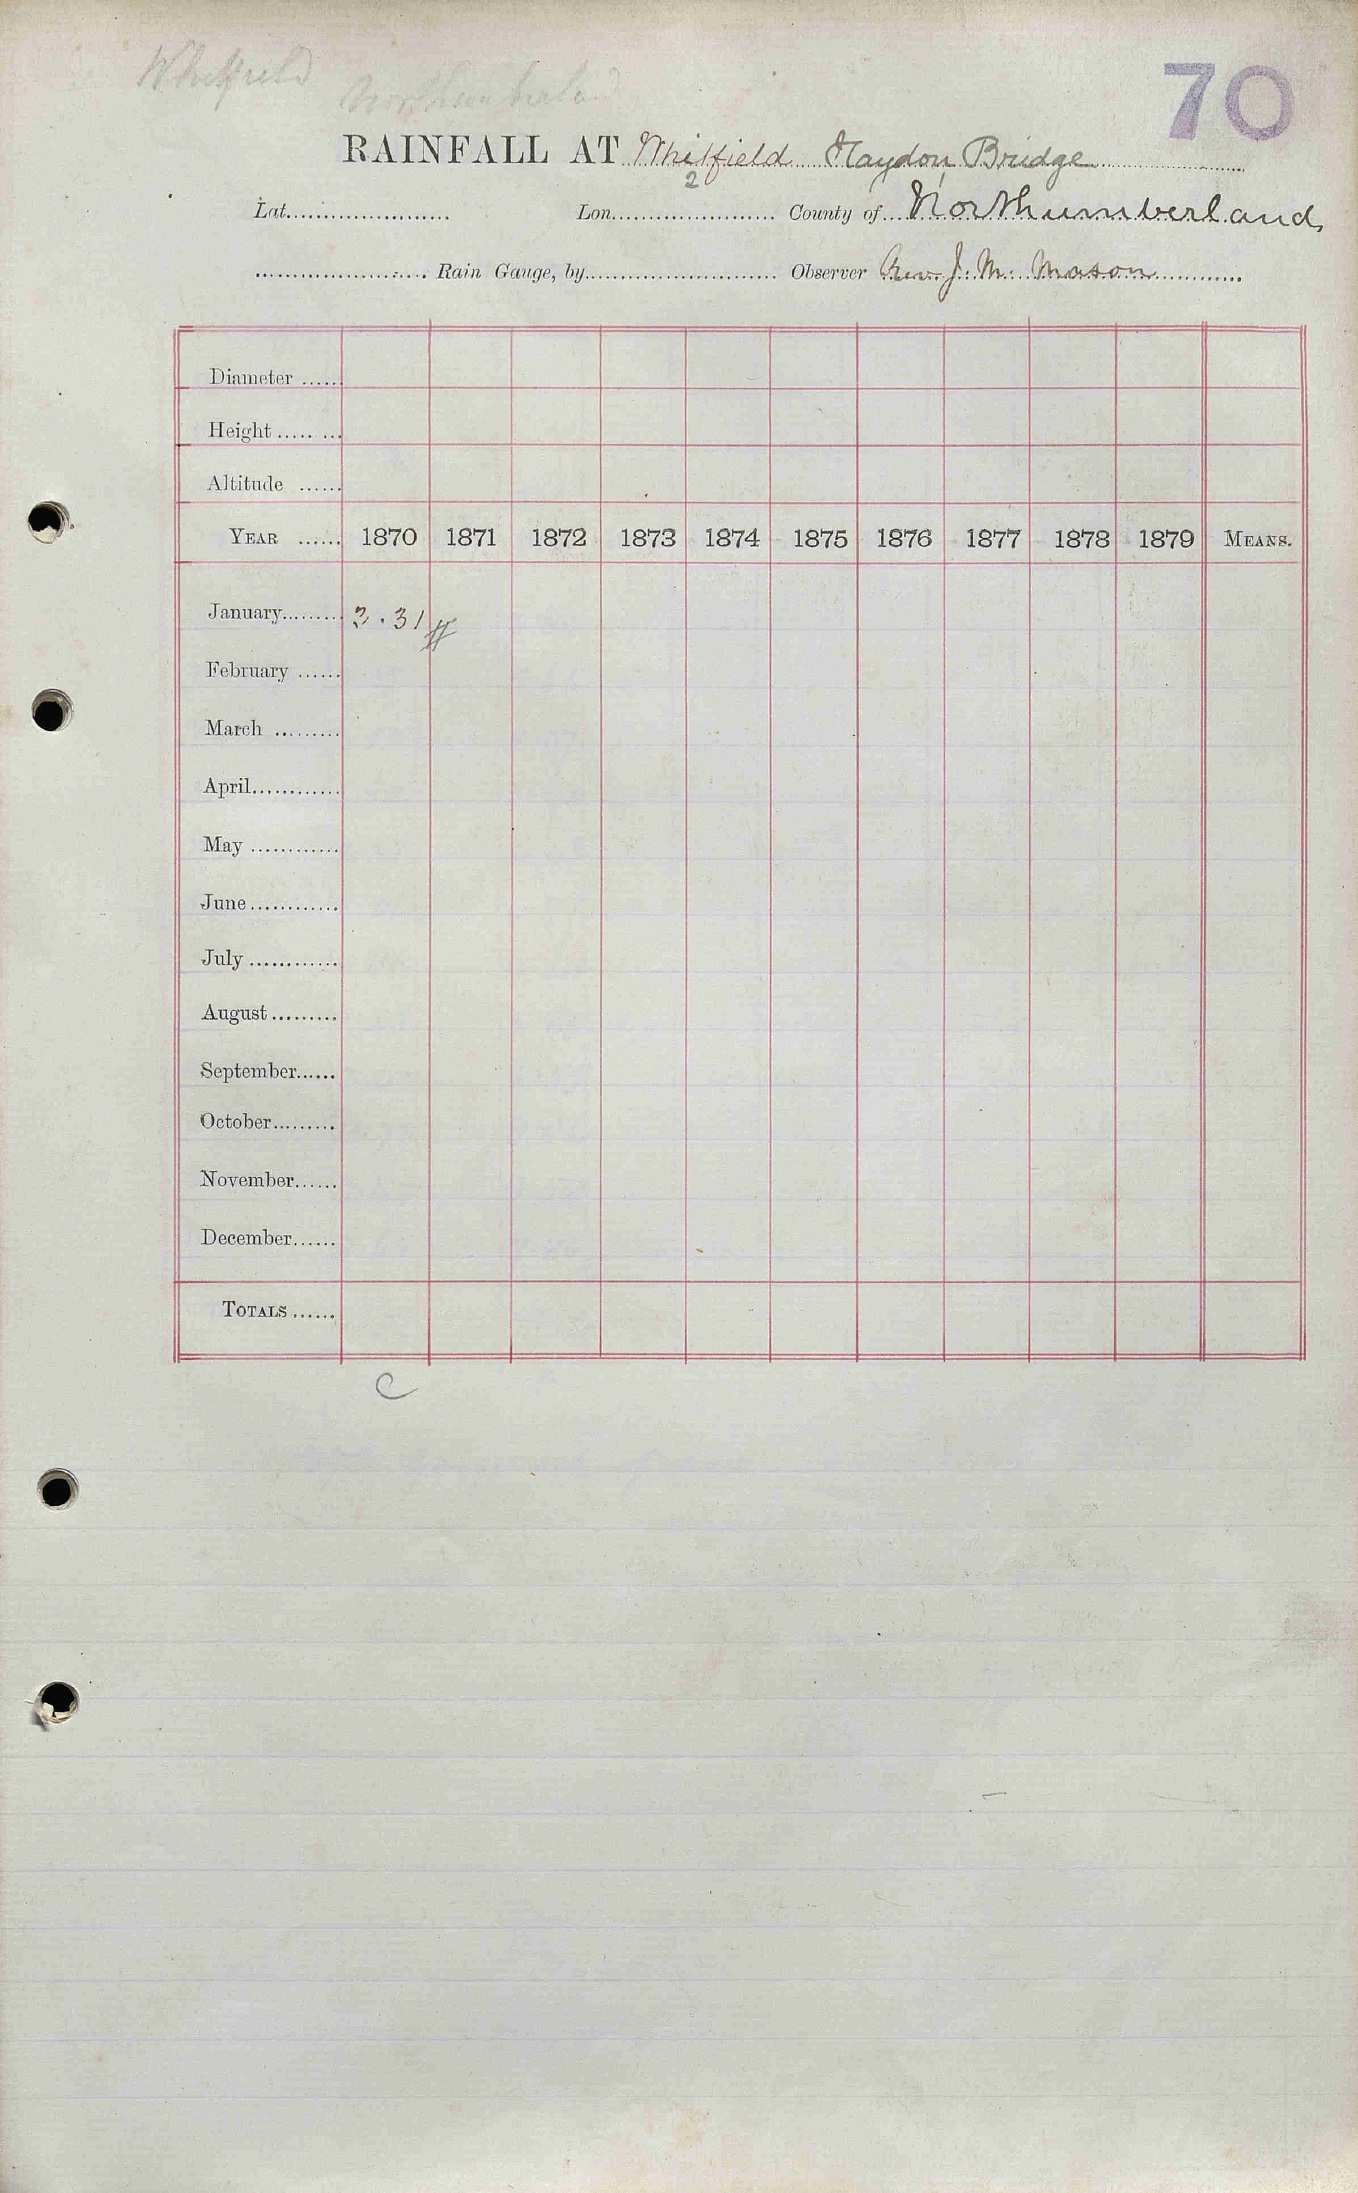 Whitfield Northumberland
70
RAINFALL AT Whitfield Haydon Bridge
2
Lat...................... Lon...................... County of.... Northumberland
...................... Rain Gauge, by......................... Observer Rev. J. M. Mason
Diameter ......
Height ..... ...
Altitude ......
YEAR ...... 1870 1871 1872 1873 1874 1875 1876 1877 1878 1879 MEANS.
January........ 3.31 #
February ......
March .........
April............
May ............
June ............
July ............
August .........
September......
October.........
November......
December......
TOTALS ......
C